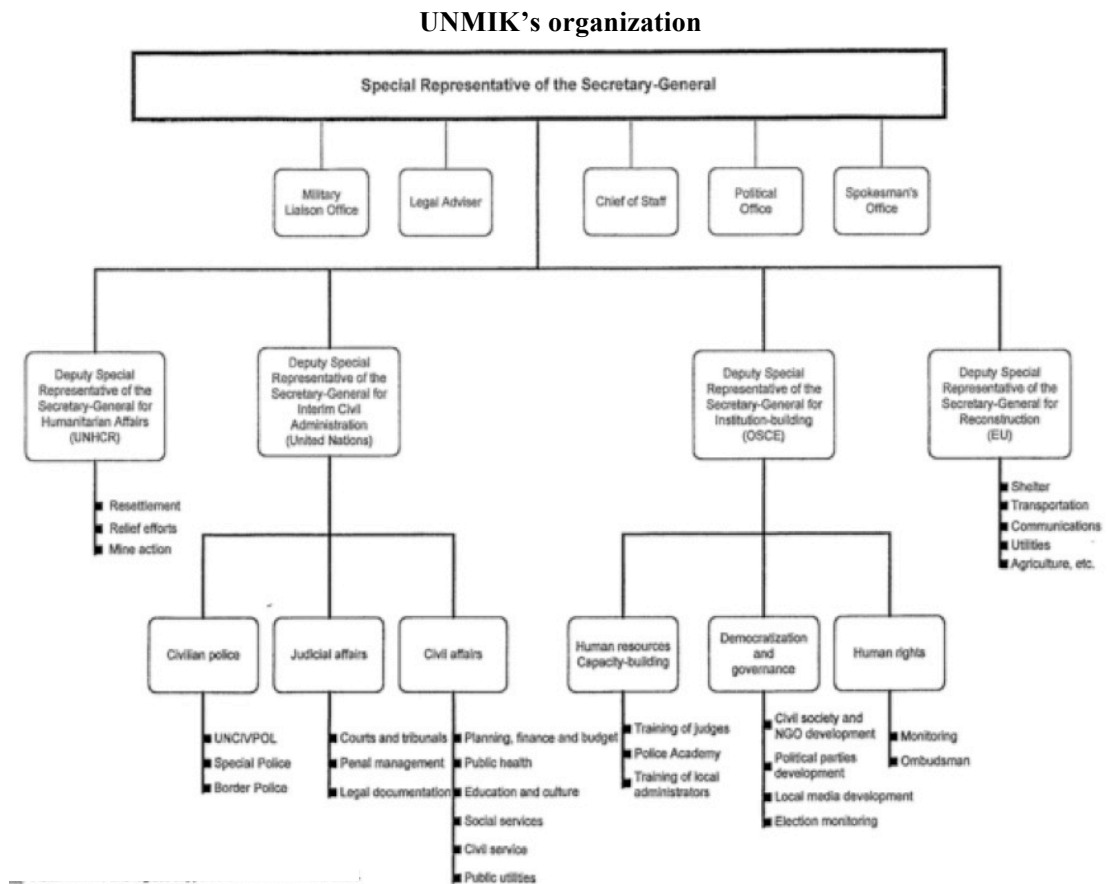 UNMIK’s organization
Special Representative of the Secretary-General
Military
Liaison Office
Legal Adviser
Chief of Staff
Political
Office
Spokesman's
Office
Deputy Special
Representative of the
Secretary-General for
Humanitarian Affairs
(UNHCR)
Deputy Special
Representative of the
Secretary-General for
Interim Civil
Administration
(United Nations)
Deputy Special
Representative of the
Secretary-General for
Institution-building
(OSCE)
Deputy Special
Representative of the
Secretary-General for
Reconstruction
(EU)
Resettlement
Relief efforts
Mine action
Shelter
Transportation
Communications
Utilities
Agriculture, etc.
Civilian police
Judicial affairs
Civil affairs
Human resources
Capacity-building
Democratization
and
governance
Human rights
UNCIVPOL
Special Police
Border Police
Courts and tribunals
Penal management
Legal documentation
Planning, finance and budget
Public health
Education and culture
Social services
Civil service
Public utilities
Training of judges
Police Academy
Training of local
administrators
Civil society and
NGO development
Political parties
development
Local media development
Election monitoring
Monitoring
Ombudsman